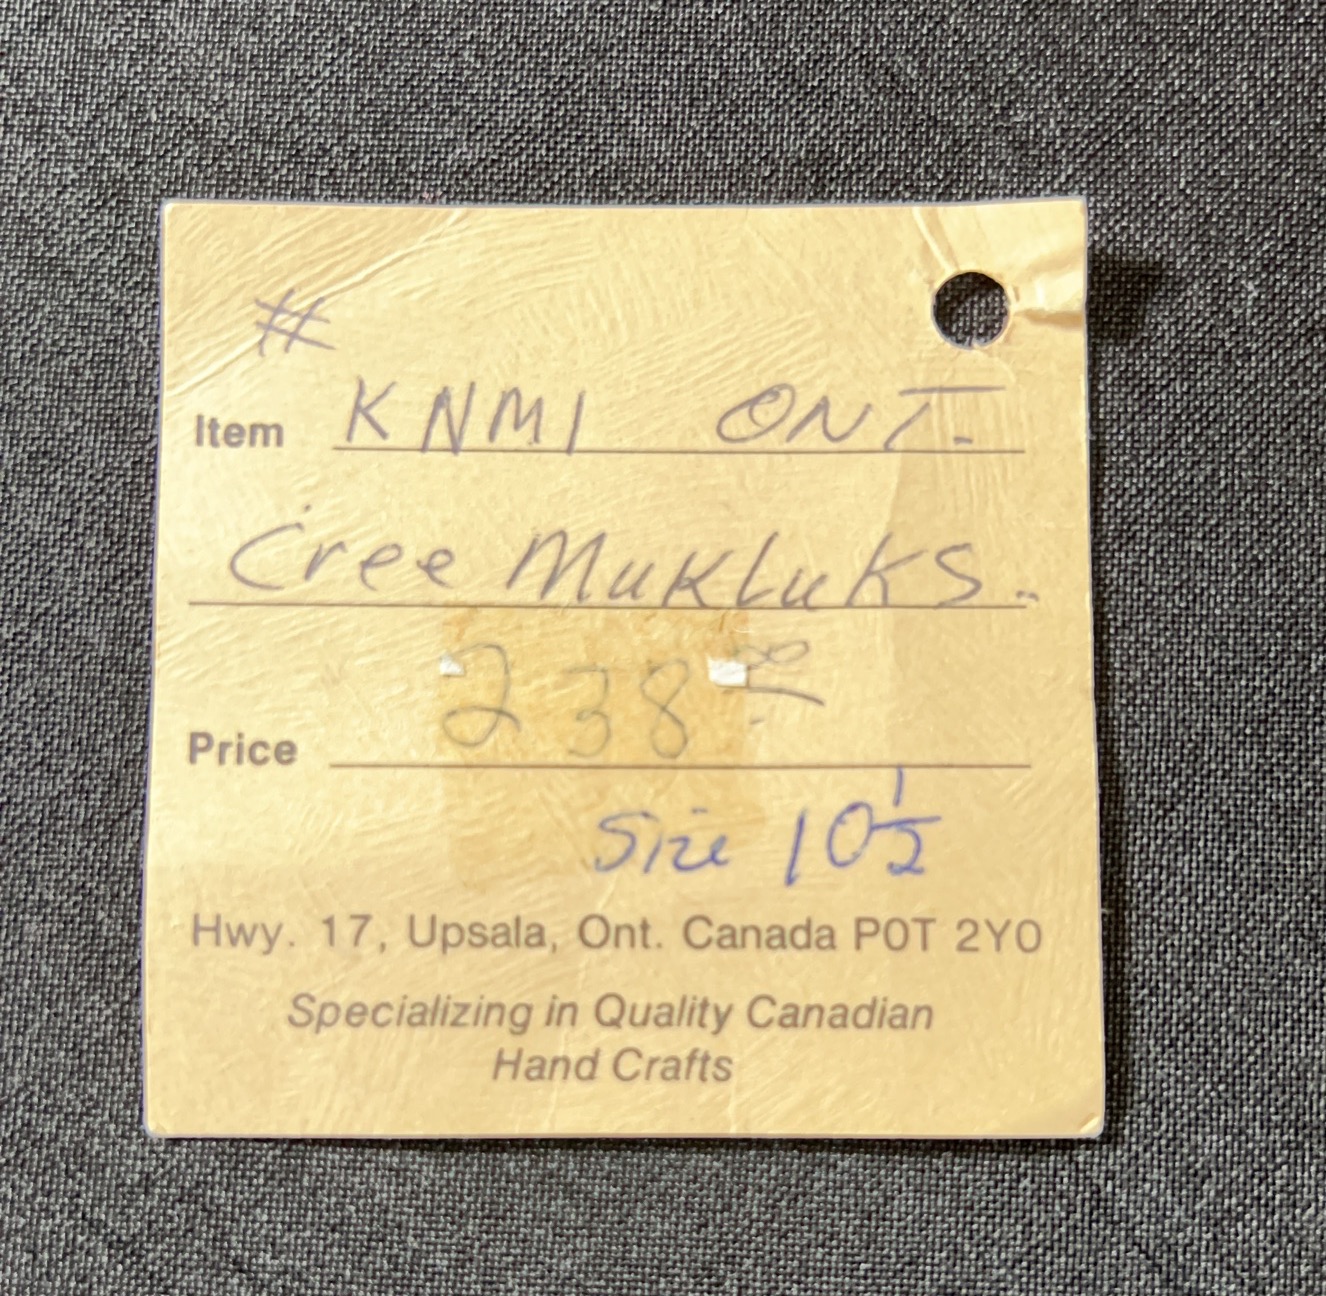 #
Item KNM1 ONT.
Cree MuKLuKS.
Price 238.00
Size 10 1/2
Hwy. 17, Upsala, Ont. Canada P0T 2Y0
Specializing in Quality Canadian
Hand Crafts